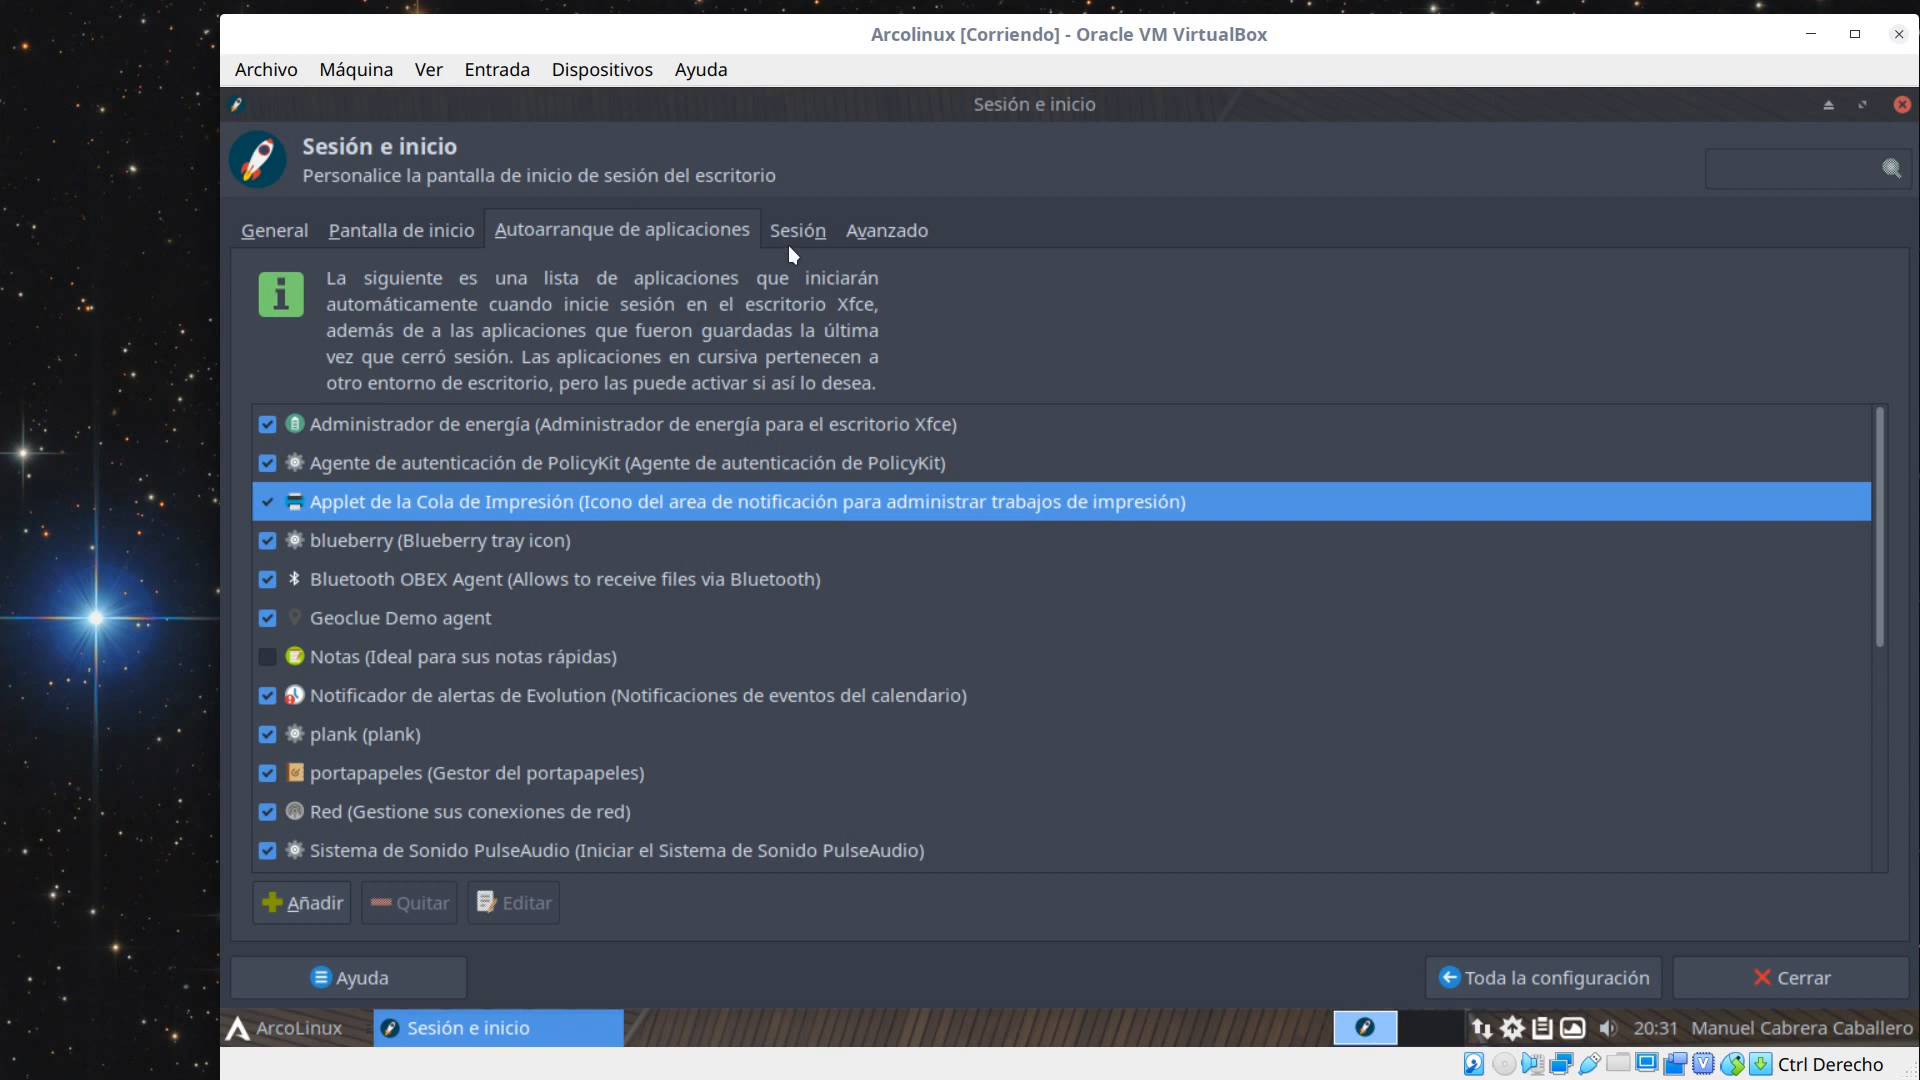 Arcolinux [Corriendo] - Oracle VM VirtualBox
Archivo Máquina Ver Entrada Dispositivos Ayuda
Sesión e inicio
Sesión e inicio
Personalice la pantalla de inicio de sesión del escritorio
General Pantalla de inicio Autoarranque de aplicaciones Sesión Avanzado
La siguiente es una lista de aplicaciones que iniciarán
automáticamente cuando inicie sesión en el escritorio Xfce,
además de a las aplicaciones que fueron guardadas la última
vez que cerró sesión. Las aplicaciones en cursiva pertenecen a
otro entorno de escritorio, pero las puede activar si así lo desea.
Administrador de energía (Administrador de energía para el escritorio Xfce)
Agente de autenticación de PolicyKit (Agente de autenticación de PolicyKit)
Applet de la Cola de Impresión (Icono del area de notificación para administrar trabajos de impresión)
blueberry (Blueberry tray icon)
Bluetooth OBEX Agent (Allows to receive files via Bluetooth)
Geoclue Demo agent
Notas (Ideal para sus notas rápidas)
Notificador de alertas de Evolution (Notificaciones de eventos del calendario)
plank (plank)
portapapeles (Gestor del portapapeles)
Red (Gestione sus conexiones de red)
Sistema de Sonido PulseAudio (Iniciar el Sistema de Sonido PulseAudio)
Añadir Quitar Editar
Ayuda Toda la configuración Cerrar
ArcoLinux Sesión e inicio 20:31 Manuel Cabrera Caballero
Ctrl Derecho